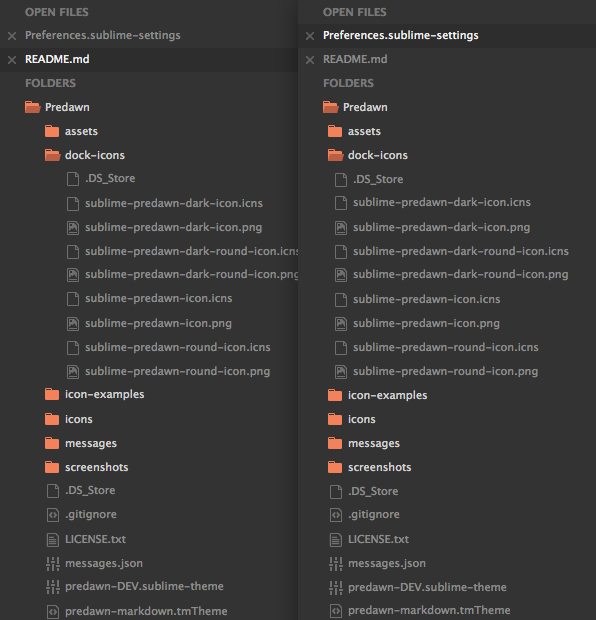 OPEN FILES
Preferences.sublime-settings
README.md
FOLDERS
Predawn
assets
dock-icons
.DS_Store
sublime-predawn-dark-icon.icns
sublime-predawn-dark-icon.png
sublime-predawn-dark-round-icon.icns
sublime-predawn-dark-round-icon.png
sublime-predawn-icon.icns
sublime-predawn-icon.png
sublime-predawn-round-icon.icns
sublime-predawn-round-icon.png
icon-examples
icons
messages
screenshots
.DS_Store
.gitignore
LICENSE.txt
messages.json
predawn-DEV.sublime-theme
predawn-markdown.tmTheme
OPEN FILES
Preferences.sublime-settings
README.md
FOLDERS
Predawn
assets
dock-icons
.DS_Store
sublime-predawn-dark-icon.icns
sublime-predawn-dark-icon.png
sublime-predawn-dark-round-icon.icns
sublime-predawn-dark-round-icon.png
sublime-predawn-icon.icns
sublime-predawn-icon.png
sublime-predawn-round-icon.icns
sublime-predawn-round-icon.png
icon-examples
icons
messages
screenshots
.DS_Store
.gitignore
LICENSE.txt
messages.json
predawn-DEV.sublime-theme
predawn-markdown.tmTheme